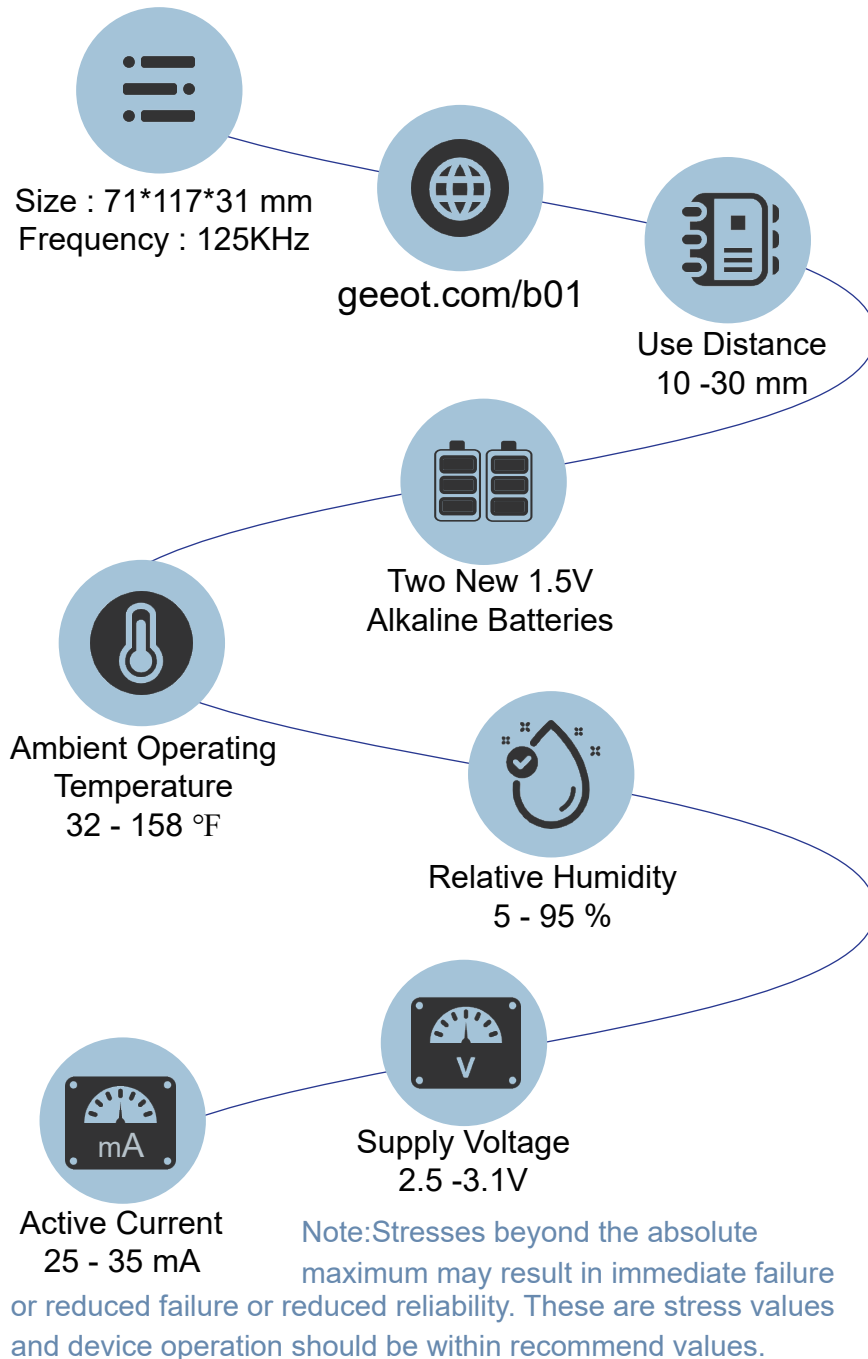 Size : 71*117*31 mm
Frequency : 125KHz
geeot.com/b01
Use Distance
10 -30 mm
Two New 1.5V
Alkaline Batteries
Ambient Operating
Temperature
32 - 158 °F
Relative Humidity
5 - 95 %
V
Supply Voltage
2.5 -3.1V
mA
Active Current
25 - 35 mA
Note:Stresses beyond the absolute
maximum may result in immediate failure
or reduced failure or reduced reliability. These are stress values
and device operation should be within recommend values.